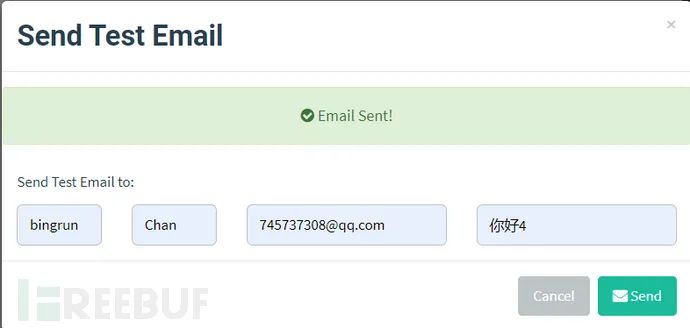 Send Test Email
×
Email Sent!
Send Test Email to:
bingrun Chan 745737308@qq.com 你好4
Cancel Send
FREEBUF